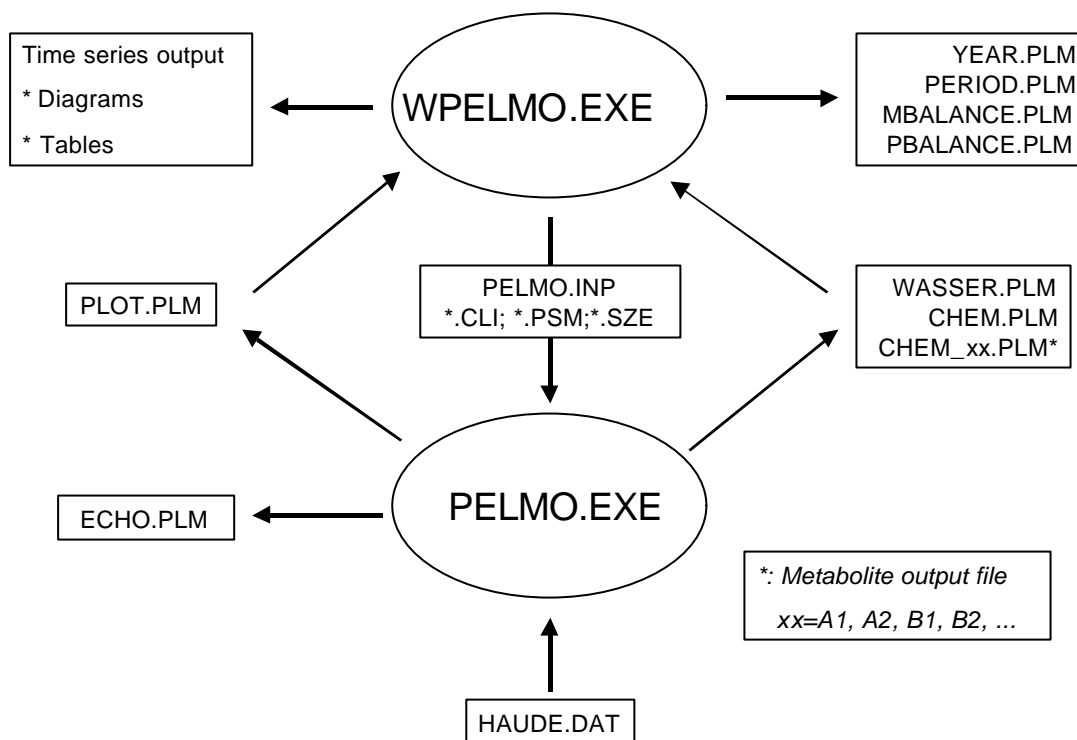 Time series output
* Diagrams
* Tables
WPELMO.EXE
YEAR.PLM
PERIOD.PLM
MBALANCE.PLM
PBALANCE.PLM
PLOT.PLM
PELMO.INP
*.CLI; *.PSM;*.SZE
WASSER.PLM
CHEM.PLM
CHEM_xx.PLM*
ECHO.PLM
PELMO.EXE
*: Metabolite output file
xx=A1, A2, B1, B2, ...
HAUDE.DAT